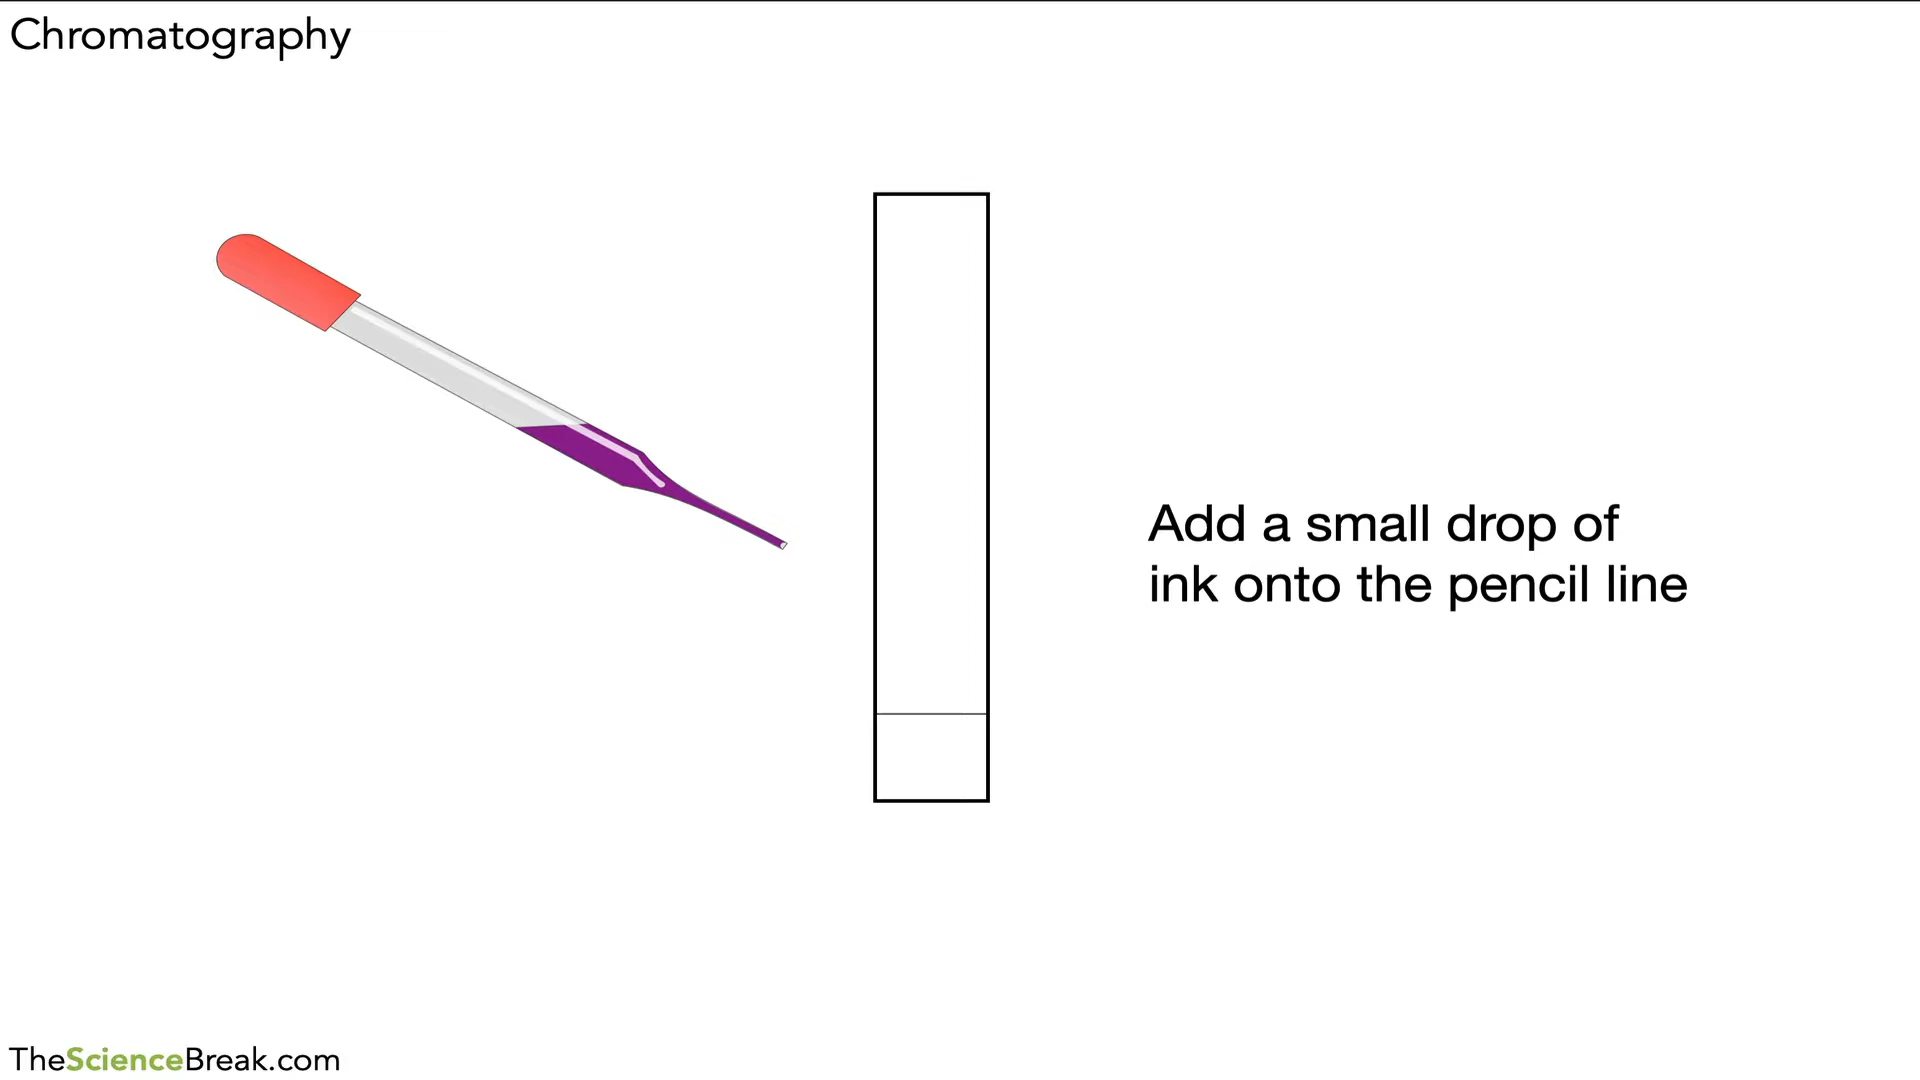 Chromatography
Add a small drop of
ink onto the pencil line
TheScienceBreak.com